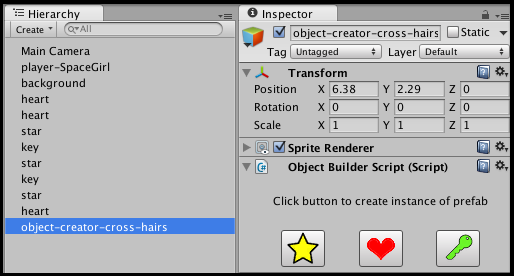 Hierarchy
Create
All
Main Camera
player-SpaceGirl
background
heart
heart
star
key
star
key
star
heart
object-creator-cross-hairs
Inspector
object-creator-cross-hairs Static
Tag Untagged Layer Default
Transform
Position X 6.38 Y 2.29 Z 0
Rotation X 0 Y 0 Z 0
Scale X 1 Y 1 Z 1
Sprite Renderer
C#
Object Builder Script (Script)
Click button to create instance of prefab